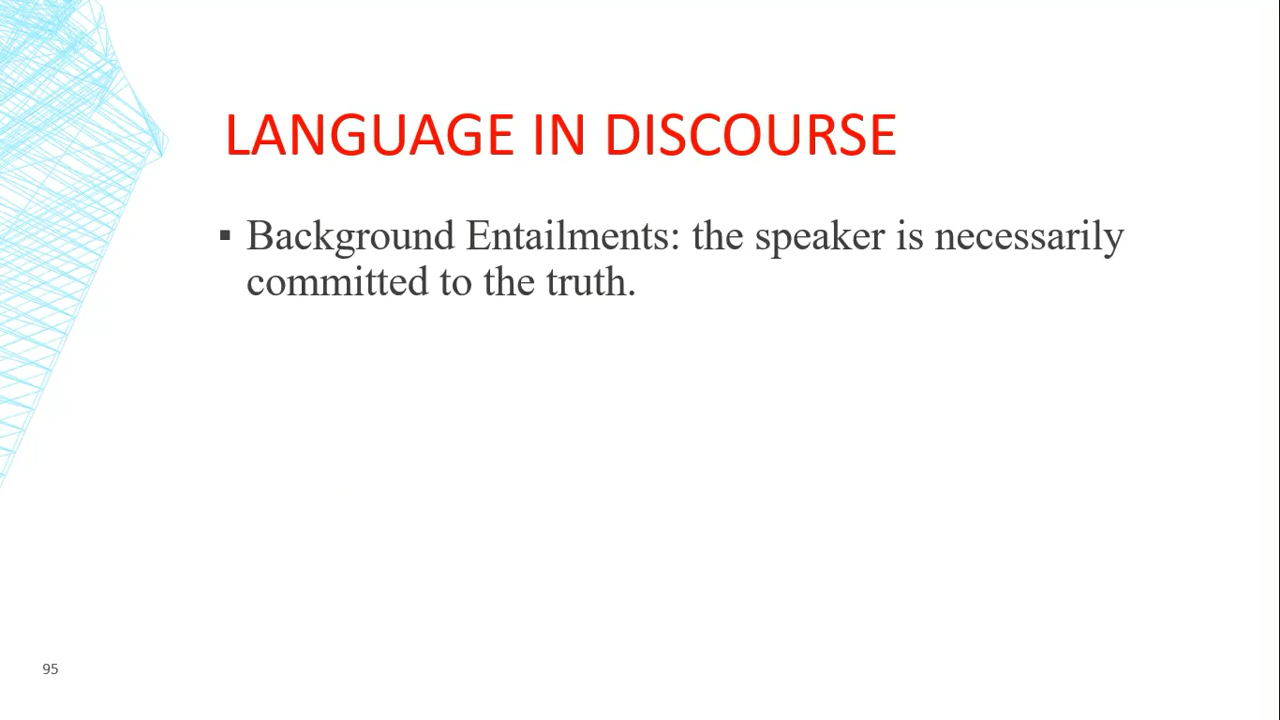 LANGUAGE IN DISCOURSE
▪ Background Entailments: the speaker is necessarily
committed to the truth.
95